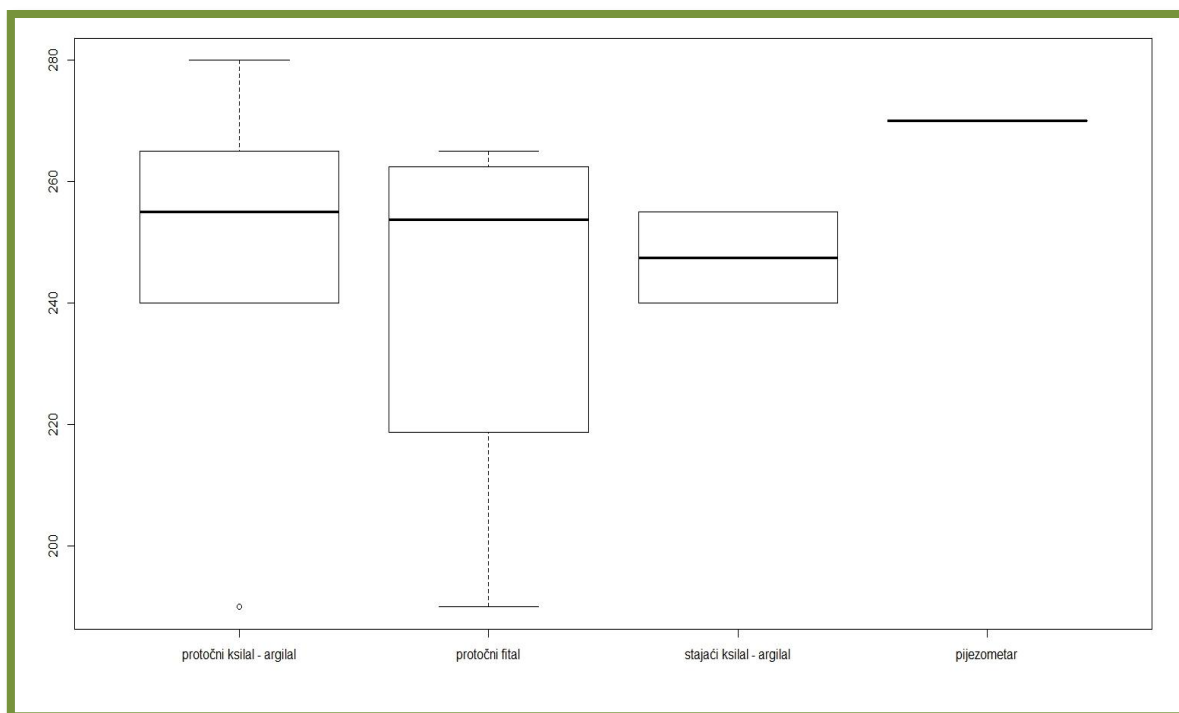 280
260
240
220
200
protočni ksilal - argilal
protočni fital
stajaći ksilal - argilal
pijezometar